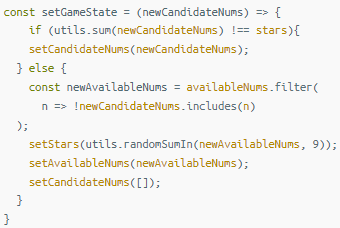 const setGameState = (newCandidateNums) => {
if (utils.sum(newCandidateNums) !== stars){
setCandidateNums(newCandidateNums);
} else {
const newAvailableNums = availableNums.filter(
n => !newCandidateNums.includes(n)
);
setStars(utils.randomSumIn(newAvailableNums, 9));
setAvailableNums(newAvailableNums);
setCandidateNums([]);
}
}